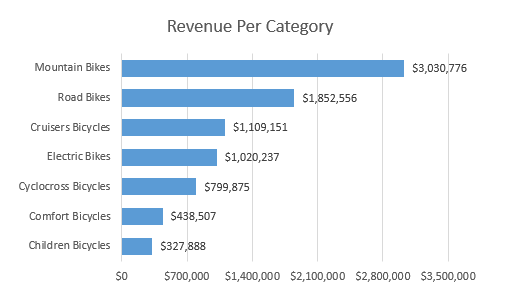 Revenue Per Category
Mountain Bikes $3,030,776
Road Bikes $1,852,556
Cruisers Bicycles $1,109,151
Electric Bikes $1,020,237
Cyclocross Bicycles $799,875
Comfort Bicycles $438,507
Children Bicycles $327,888
$0 $700,000 $1,400,000 $2,100,000 $2,800,000 $3,500,000